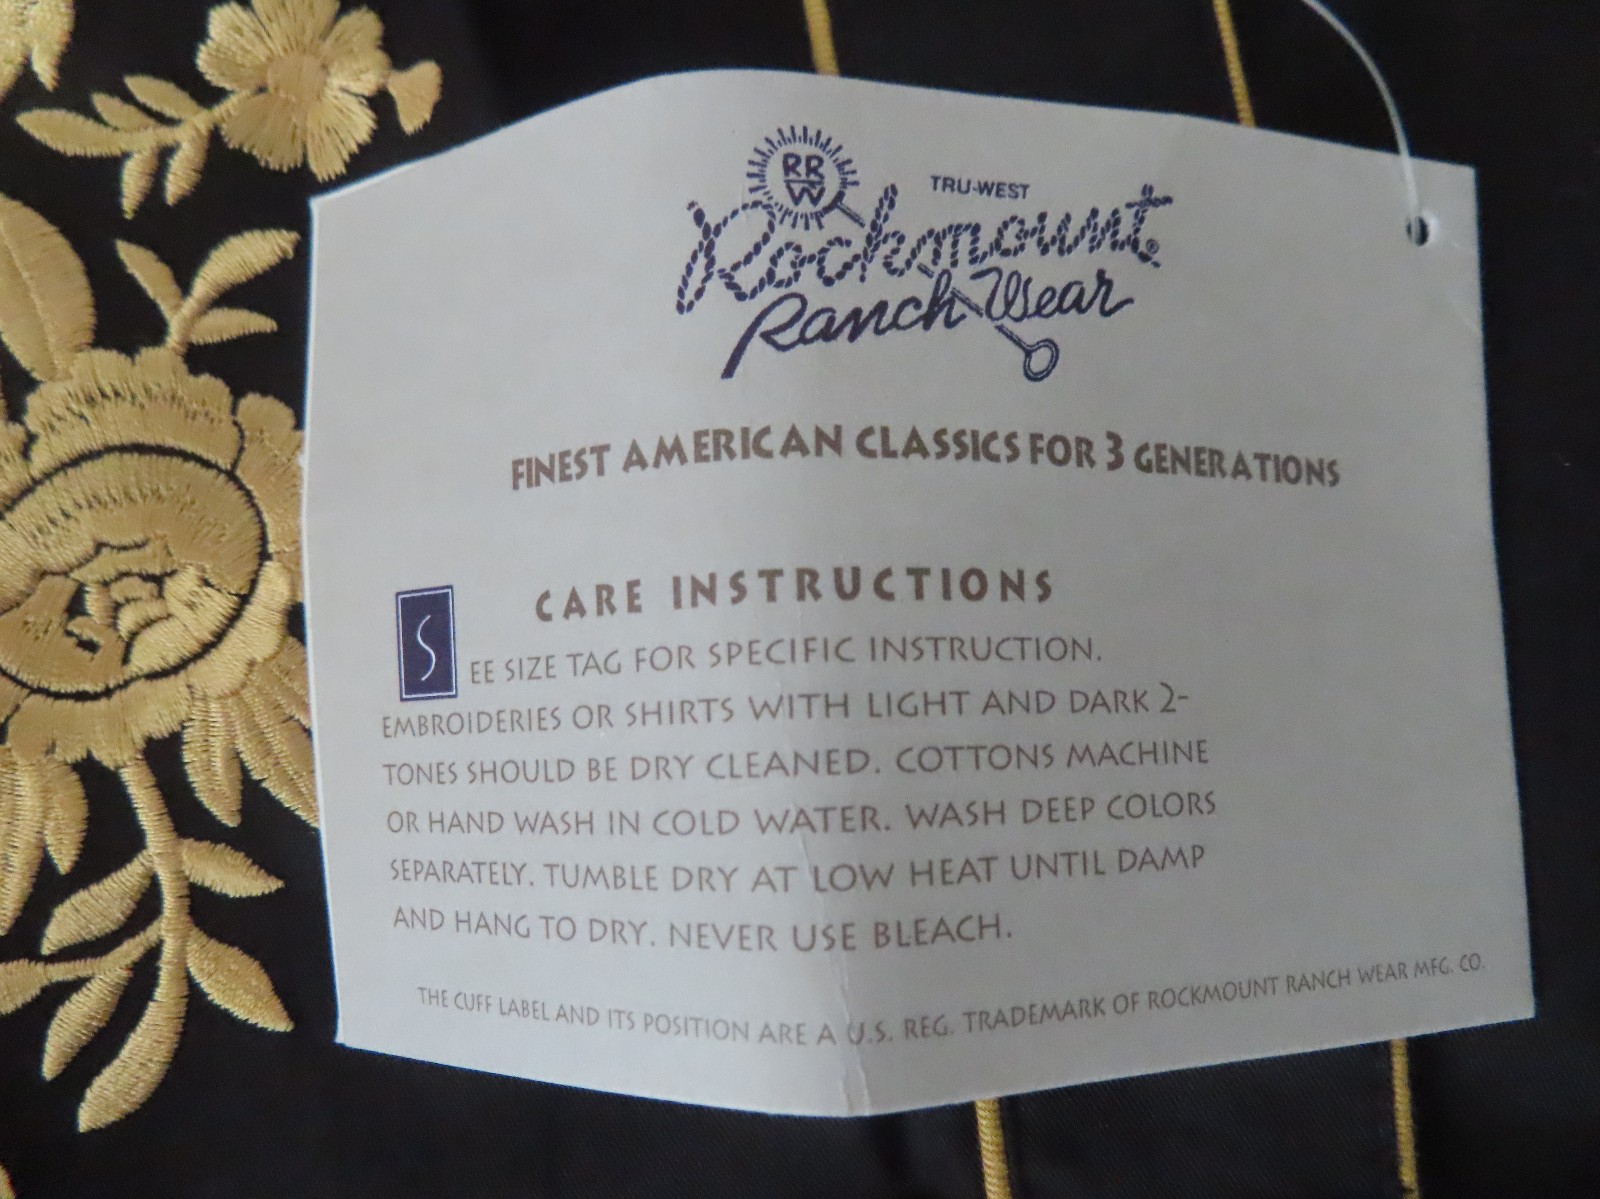 RR
W
TRU-WEST
Rockmount®
Ranch Wear
FINEST AMERICAN CLASSICS FOR 3 GENERATIONS
CARE INSTRUCTIONS
SEE SIZE TAG FOR SPECIFIC INSTRUCTION.
EMBROIDERIES OR SHIRTS WITH LIGHT AND DARK 2-
TONES SHOULD BE DRY CLEANED. COTTONS MACHINE
OR HAND WASH IN COLD WATER. WASH DEEP COLORS
SEPARATELY. TUMBLE DRY AT LOW HEAT UNTIL DAMP
AND HANG TO DRY. NEVER USE BLEACH.
THE CUFF LABEL AND ITS POSITION ARE A U.S. REG. TRADEMARK OF ROCKMOUNT RANCH WEAR MFG. CO.